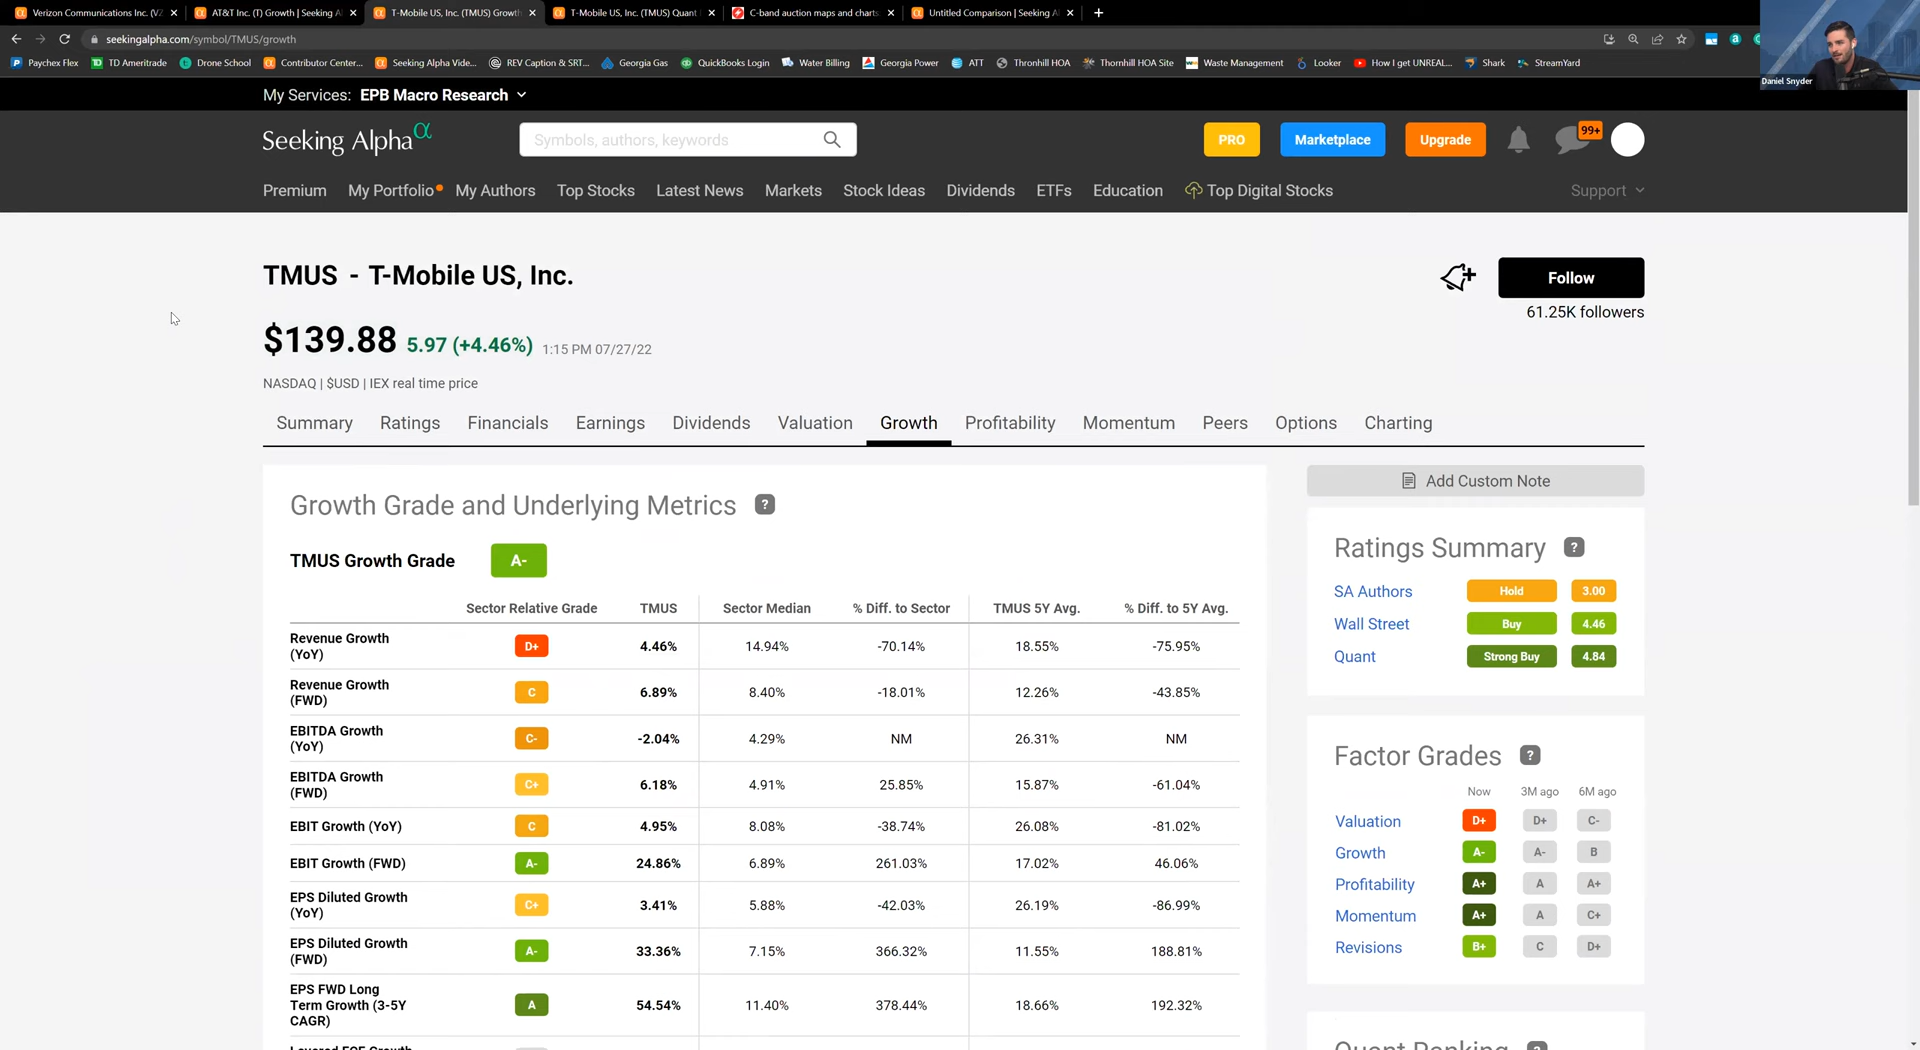 Verizon Communications Inc. (VZ
AT&T Inc. (T) Growth | Seeking Al
T-Mobile US, Inc. (TMUS) Growth
T-Mobile US, Inc. (TMUS) Quant
C-band auction maps and charts
Untitled Comparison | Seeking Al
seekingalpha.com/symbol/TMUS/growth
Paychex Flex
TD Ameritrade
Drone School
Contributor Center...
Seeking Alpha Vide...
REV Caption & SRT...
Georgia Gas
QuickBooks Login
Water Billing
Georgia Power
ATT
Thronhill HOA
Thornhill HOA Site
Waste Management
Looker
How I get UNREAL...
Shark
StreamYard
Daniel Snyder
My Services: EPB Macro Research
Seeking Alpha α
Symbols, authors, keywords
PRO
Marketplace
Upgrade
99+
Premium My Portfolio My Authors Top Stocks Latest News Markets Stock Ideas Dividends ETFs Education Top Digital Stocks Support
TMUS - T-Mobile US, Inc.
Follow
61.25K followers
$139.88 5.97 (+4.46%) 1:15 PM 07/27/22
NASDAQ | $USD | IEX real time price
Summary Ratings Financials Earnings Dividends Valuation Growth Profitability Momentum Peers Options Charting
Growth Grade and Underlying Metrics ?
TMUS Growth Grade A-
Sector Relative Grade TMUS Sector Median % Diff. to Sector TMUS 5Y Avg. % Diff. to 5Y Avg.
Revenue Growth
(YoY) D+ 4.46% 14.94% -70.14% 18.55% -75.95%
Revenue Growth
(FWD) C 6.89% 8.40% -18.01% 12.26% -43.85%
EBITDA Growth
(YoY) C- -2.04% 4.29% NM 26.31% NM
EBITDA Growth
(FWD) C+ 6.18% 4.91% 25.85% 15.87% -61.04%
EBIT Growth (YoY) C 4.95% 8.08% -38.74% 26.08% -81.02%
EBIT Growth (FWD) A- 24.86% 6.89% 261.03% 17.02% 46.06%
EPS Diluted Growth
(YoY) C+ 3.41% 5.88% -42.03% 26.19% -86.99%
EPS Diluted Growth
(FWD) A- 33.36% 7.15% 366.32% 11.55% 188.81%
EPS FWD Long
Term Growth (3-5Y A 54.54% 11.40% 378.44% 18.66% 192.32%
CAGR)
Levered FCF Growth
Add Custom Note
Ratings Summary ?
SA Authors Hold 3.00
Wall Street Buy 4.46
Quant Strong Buy 4.84
Factor Grades ?
Now 3M ago 6M ago
Valuation D+ D+ C-
Growth A- A- B
Profitability A+ A A+
Momentum A+ A C+
Revisions B+ C D+
Quant Ranking ?